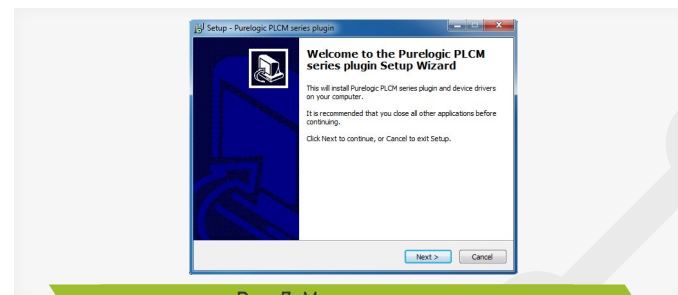 Setup - Purelogic PLCM series plugin
Welcome to the Purelogic PLCM
series plugin Setup Wizard
This will install Purelogic PLCM series plugin and device drivers
on your computer.
It is recommended that you close all other applications before
continuing.
Click Next to continue, or Cancel to exit Setup.
Next >
Cancel